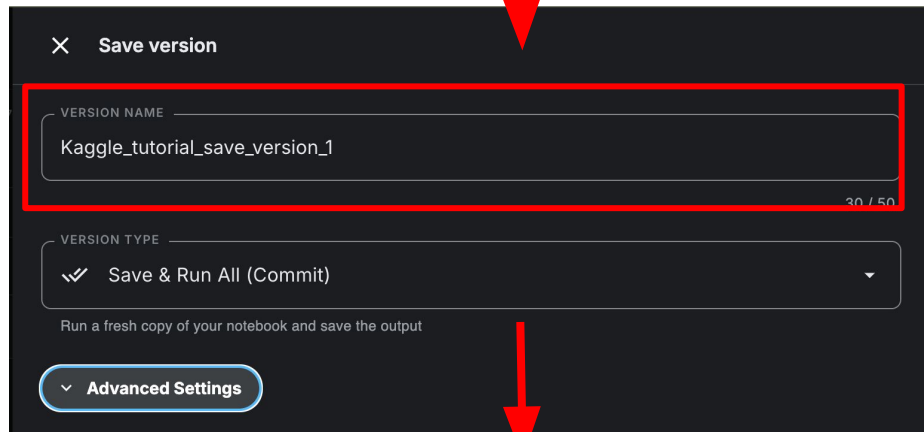 Save version
VERSION NAME
Kaggle_tutorial_save_version_1
30 / 50
VERSION TYPE
Save & Run All (Commit)
Run a fresh copy of your notebook and save the output
Advanced Settings